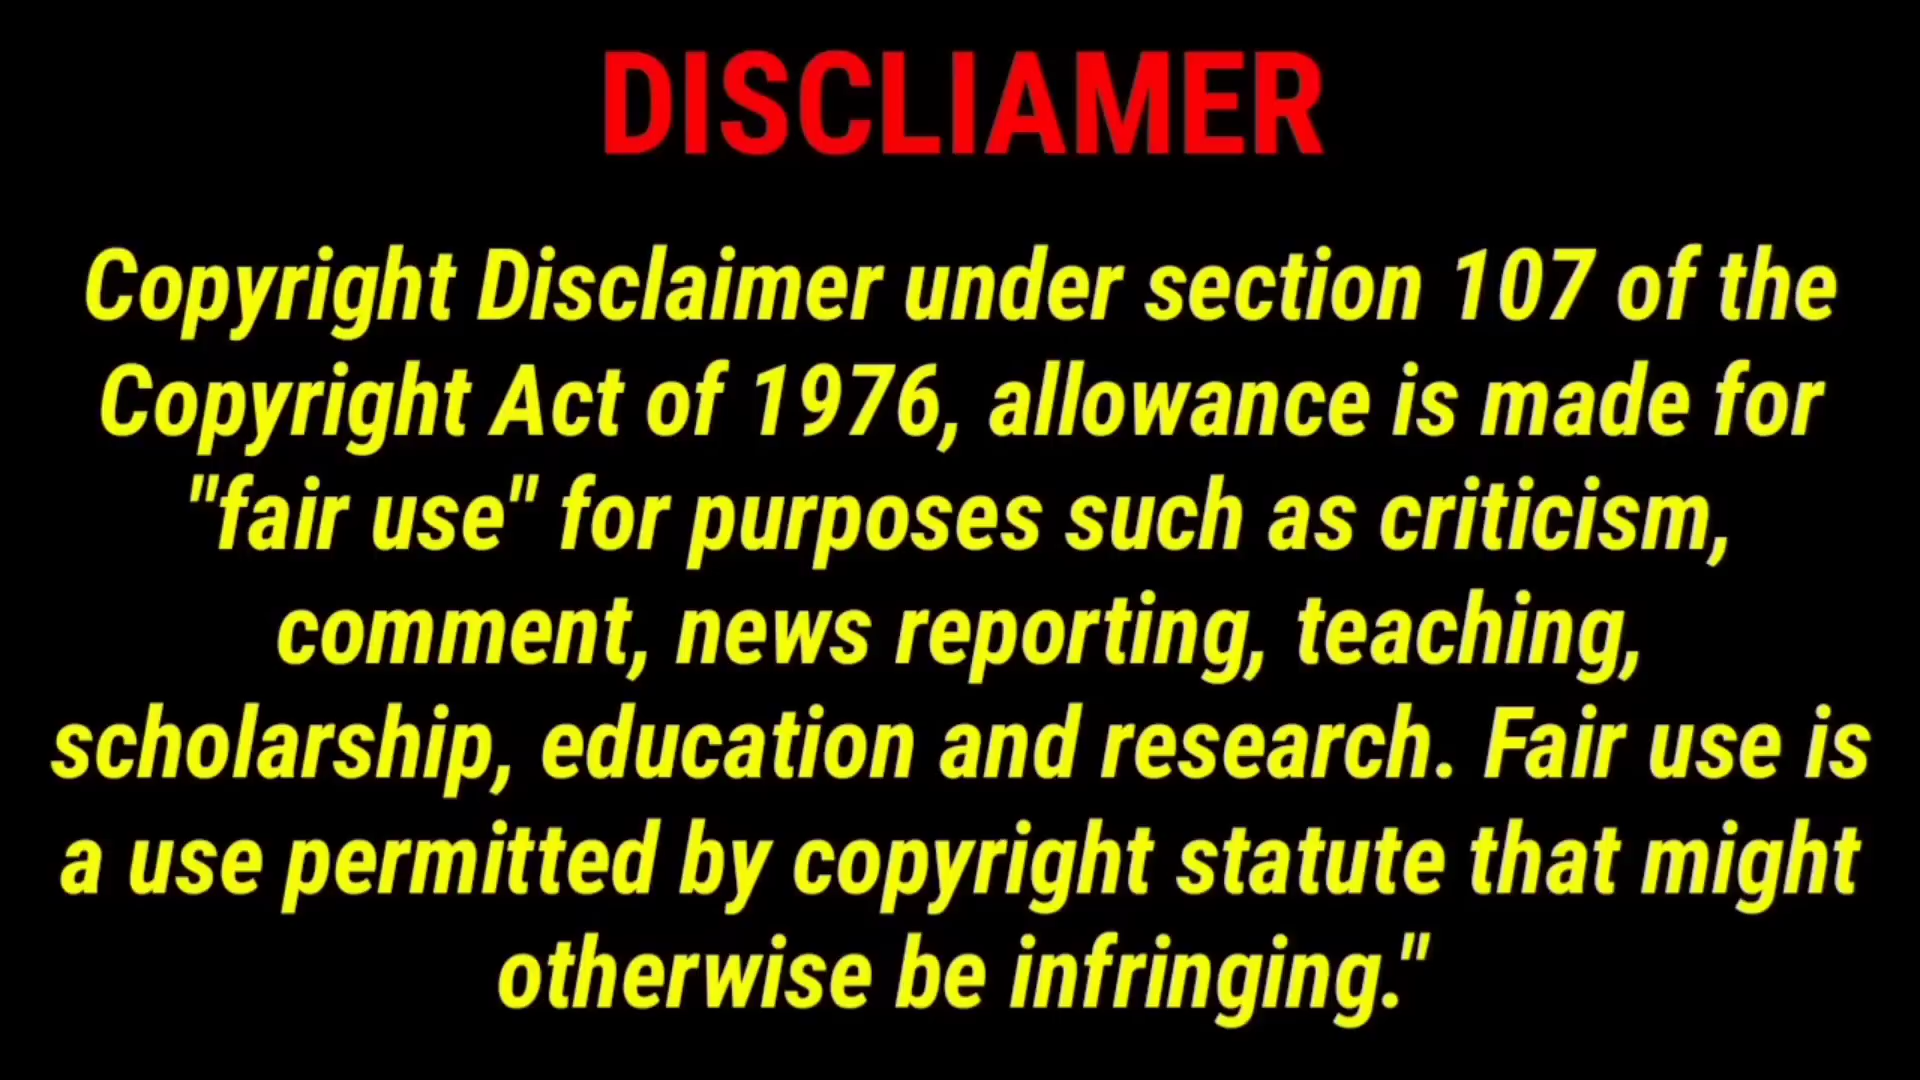 DISCLIAMER
Copyright Disclaimer under section 107 of the
Copyright Act of 1976, allowance is made for
"fair use" for purposes such as criticism,
comment, news reporting, teaching,
scholarship, education and research. Fair use is
a use permitted by copyright statute that might
otherwise be infringing."